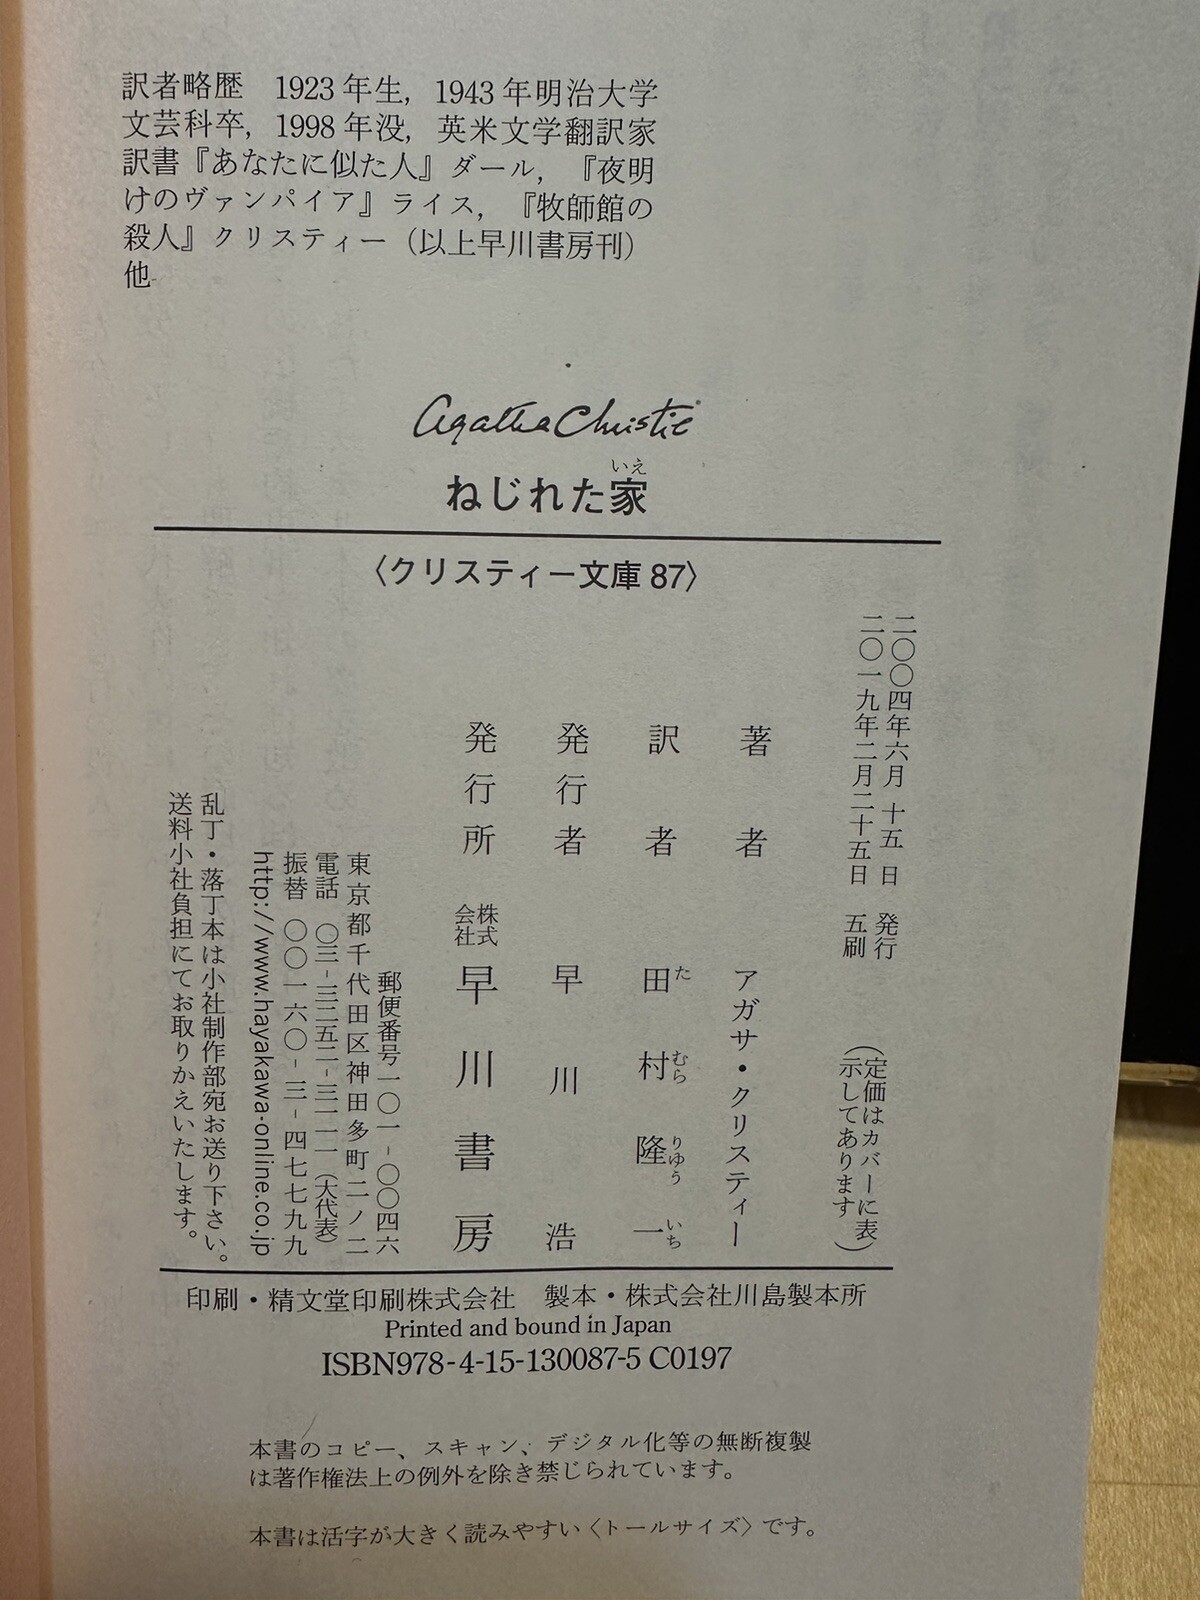 訳者略歴　1923年生，1943年明治大学
文芸科卒，1998年没，英米文学翻訳家
訳書『あなたに似た人』ダール，『夜明
けのヴァンパイア』ライス，『牧師館の
殺人』クリスティー（以上早川書房刊）
他
Agatha Christie
ねじれた家
いえ
〈クリスティー文庫87〉
二〇〇四年六月十五日　発行
二〇一九年二月二十五日　五刷
（定価はカバーに表
示してあります）
著者　アガサ・クリスティー
訳者　田村隆一
た　むら　りゅう　いち
発行者　早川　浩
発行所　株式会社　早川書房
郵便番号一〇一‐〇〇四六
東京都千代田区神田多町二ノ二
電話　〇三‐三二五二‐三一一一（大代表）
振替　〇〇一六〇‐三‐四七七九九
http://www.hayakawa-online.co.jp
乱丁・落丁本は小社制作部宛お送り下さい。
送料小社負担にてお取りかえいたします。
印刷・精文堂印刷株式会社　製本・株式会社川島製本所
Printed and bound in Japan
ISBN978-4-15-130087-5 C0197
本書のコピー、スキャン、デジタル化等の無断複製
は著作権法上の例外を除き禁じられています。
本書は活字が大きく読みやすい〈トールサイズ〉です。